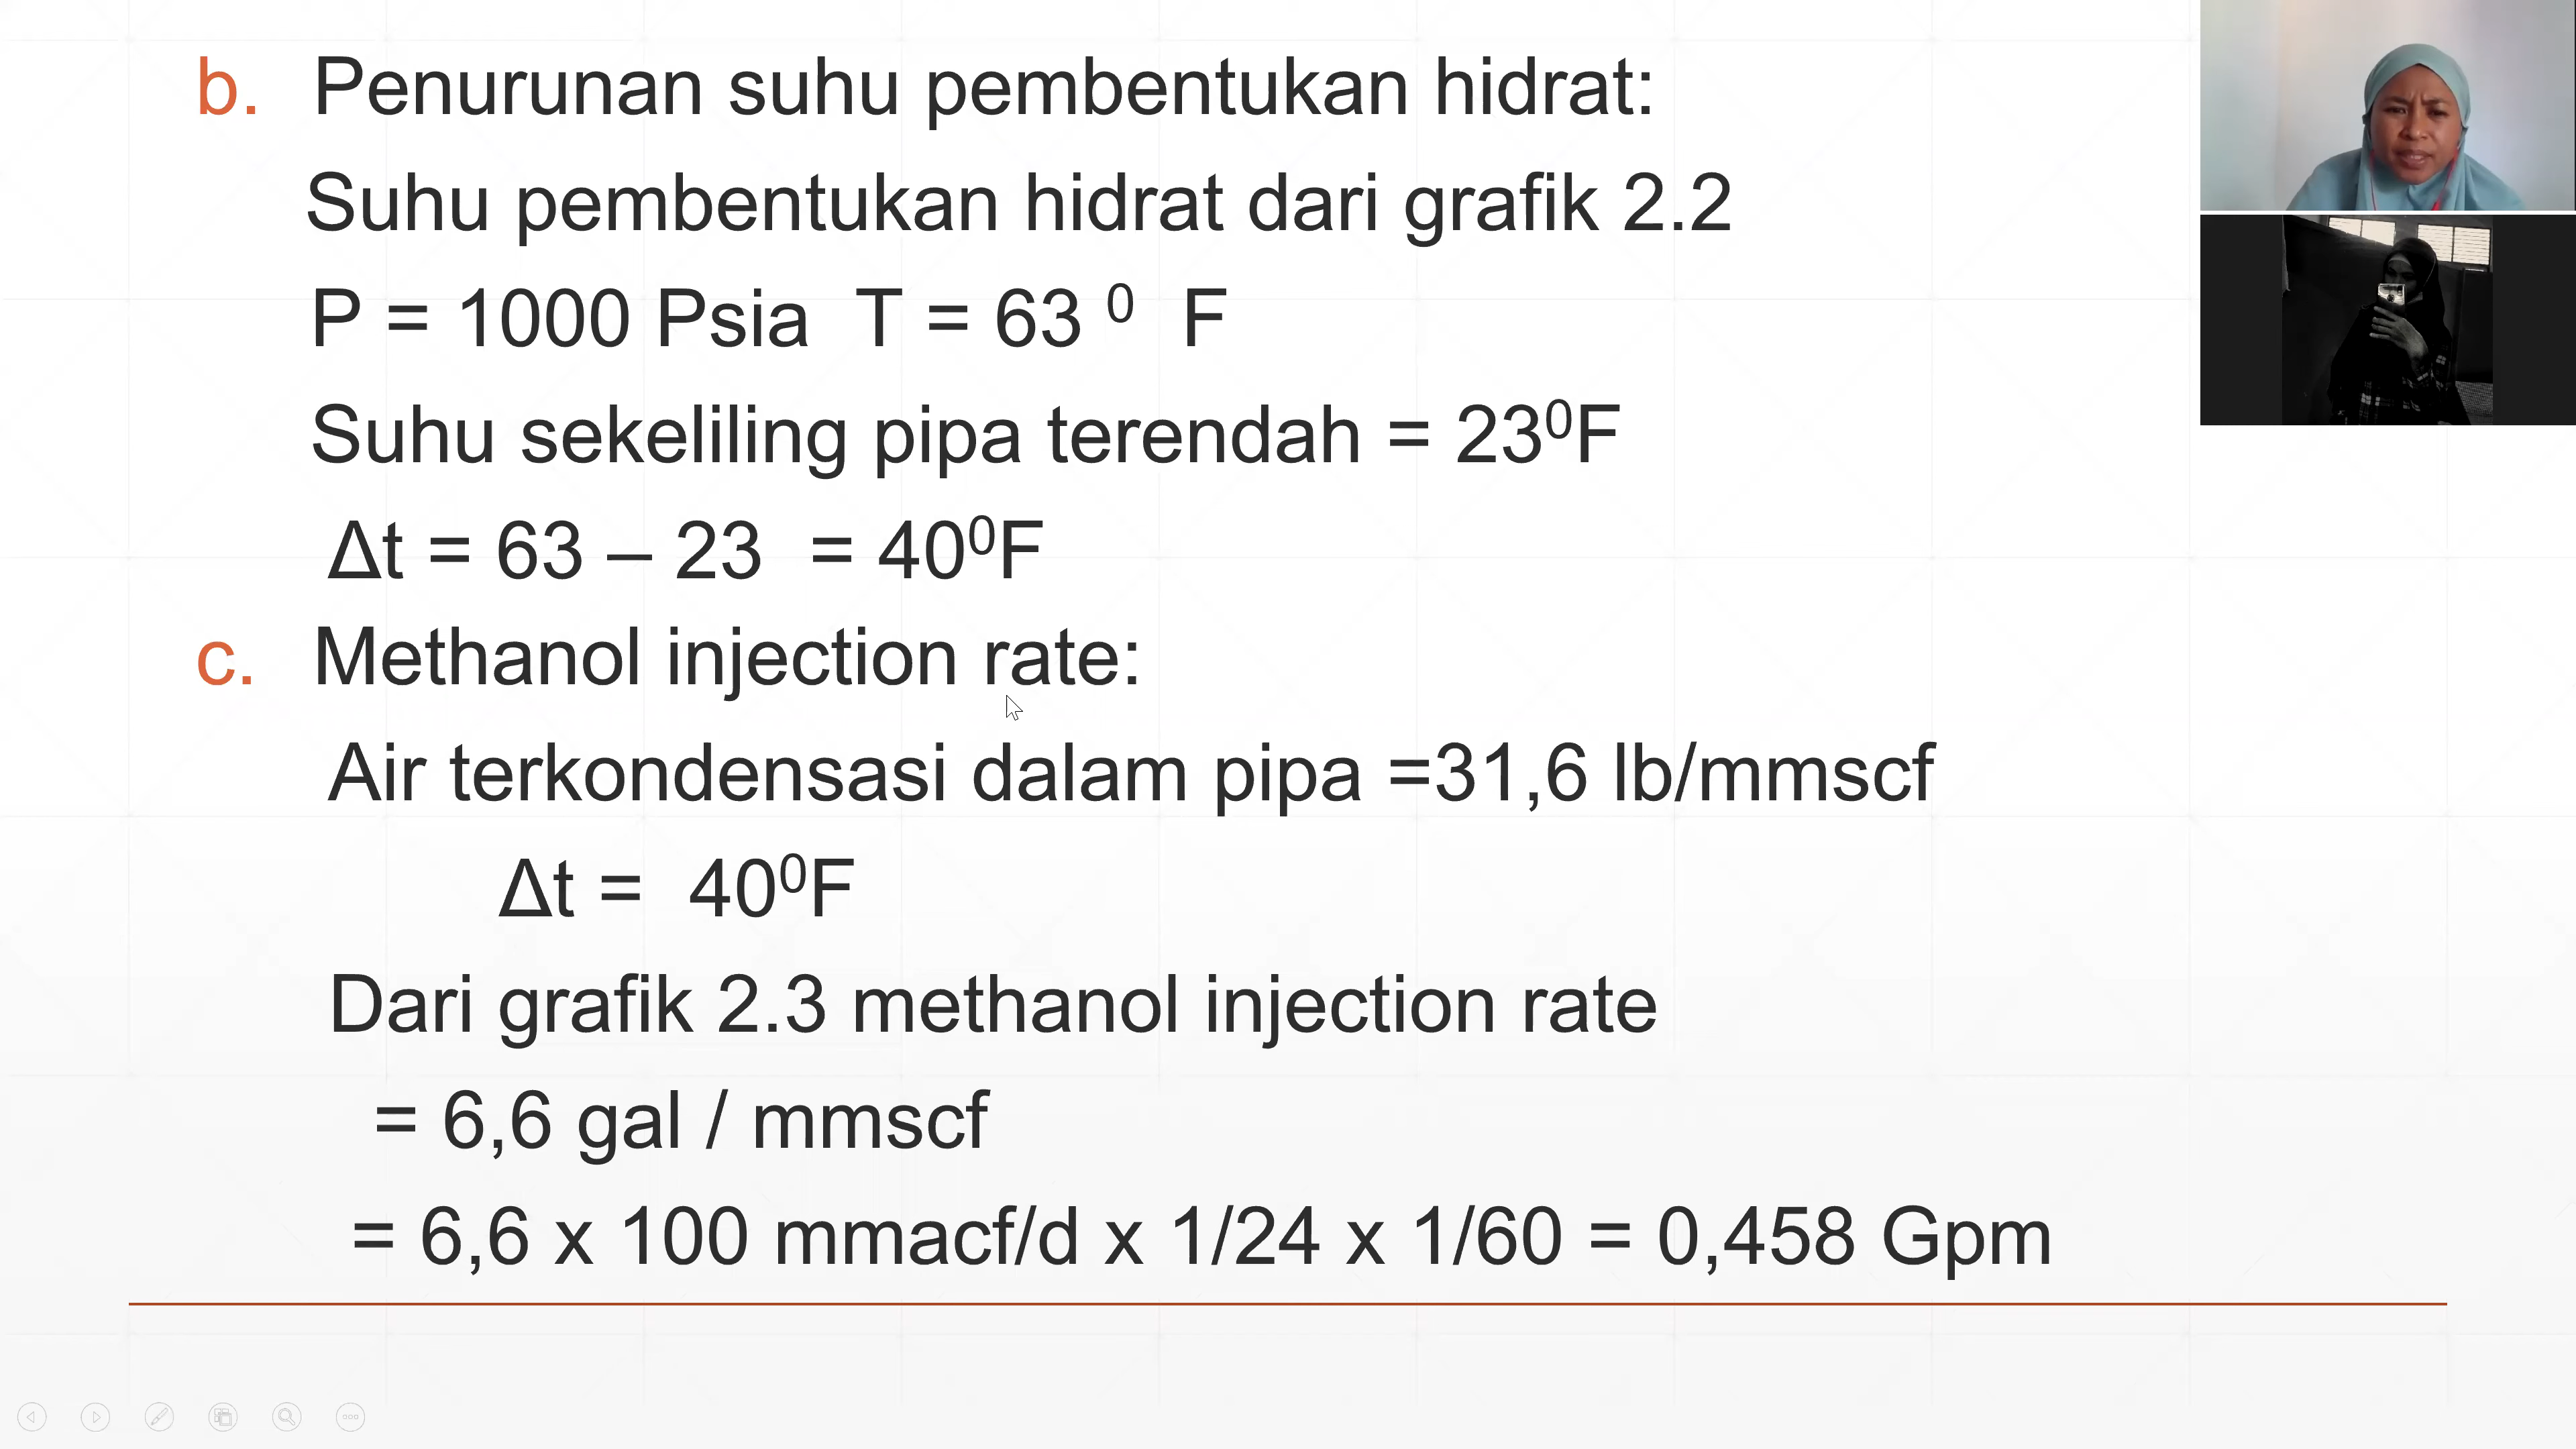 b. Penurunan suhu pembentukan hidrat:
Suhu pembentukan hidrat dari grafik 2.2
P = 1000 Psia T = 63 ⁰ F
Suhu sekeliling pipa terendah = 23⁰F
Δt = 63 – 23 = 40⁰F
c. Methanol injection rate:
Air terkondensasi dalam pipa =31,6 lb/mmscf
Δt = 40⁰F
Dari grafik 2.3 methanol injection rate
= 6,6 gal / mmscf
= 6,6 x 100 mmacf/d x 1/24 x 1/60 = 0,458 Gpm